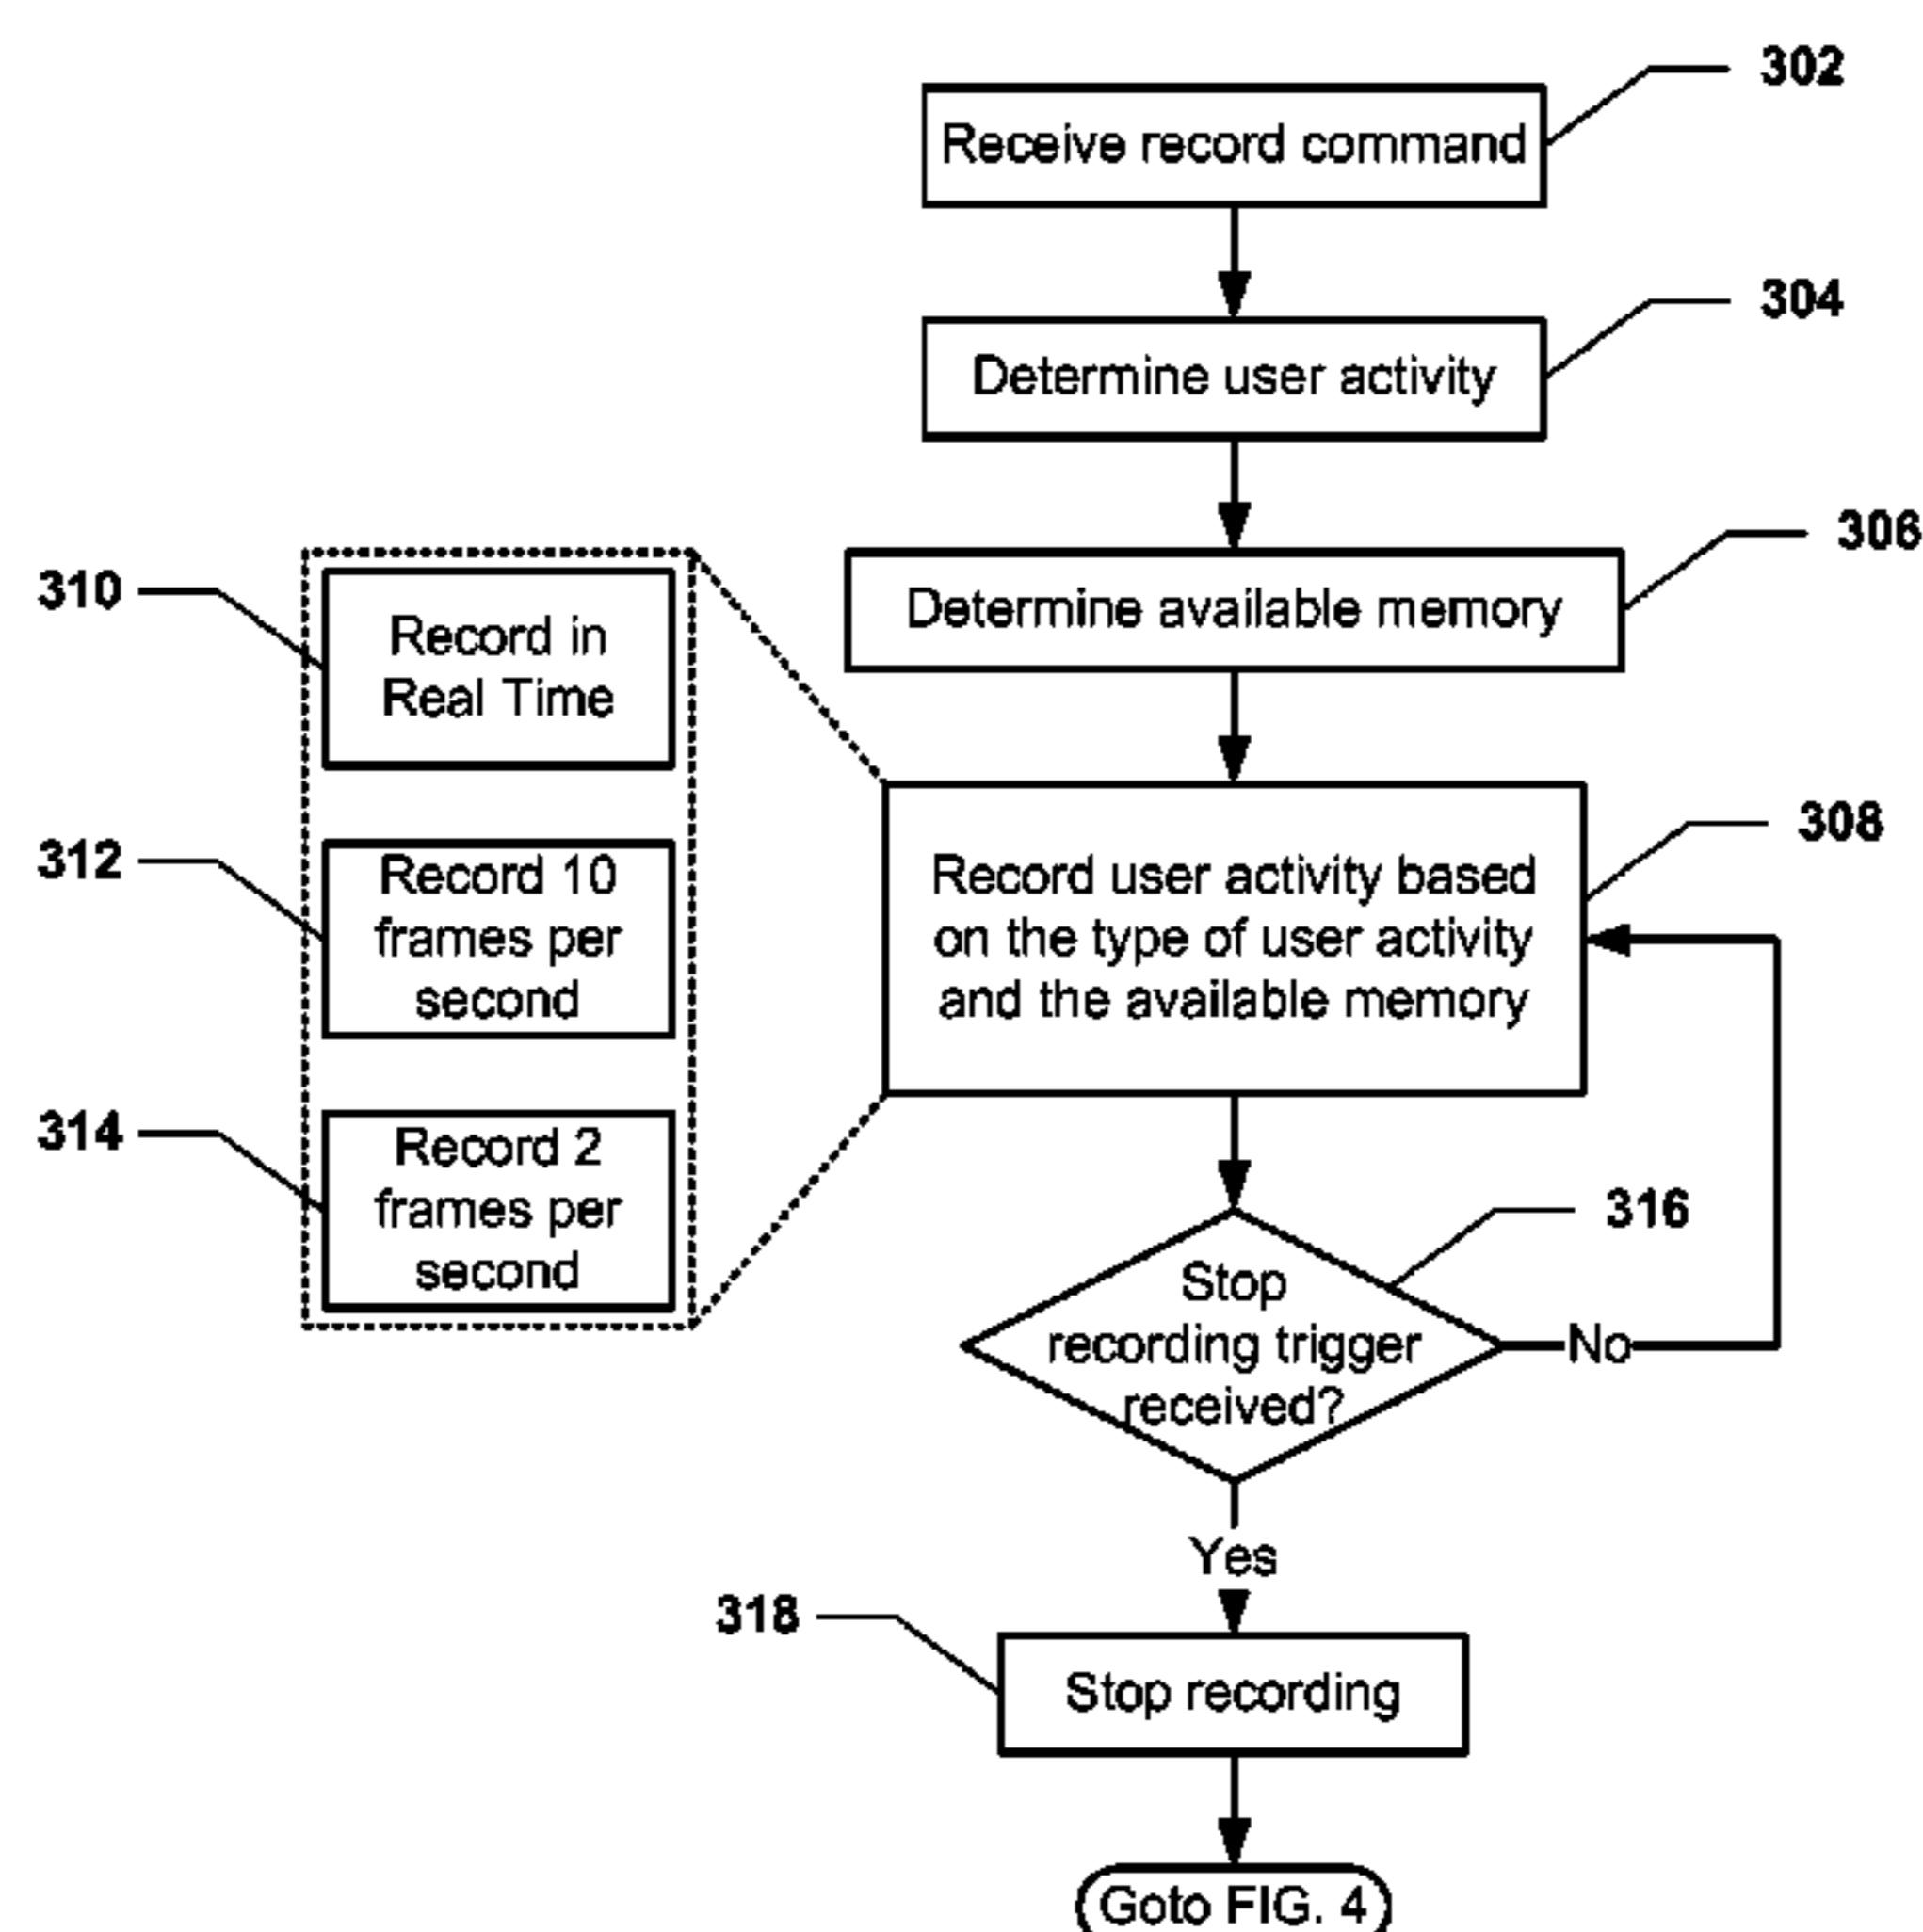 302
Receive record command
304
Determine user activity
306
Determine available memory
310
Record in
Real Time
312
Record 10
frames per
second
314
Record 2
frames per
second
308
Record user activity based
on the type of user activity
and the available memory
316
Stop
recording trigger
received?
No
Yes
318
Stop recording
Goto FIG. 4